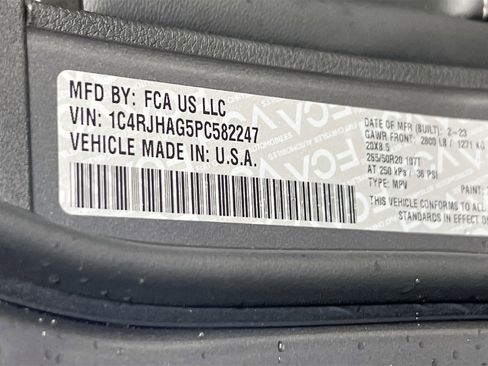 MFD BY: FCA US LLC
VIN: 1C4RJHAG5PC582247
VEHICLE MADE IN: U.S.A.
DATE OF MFR (BUILT): 2-23
GAWR FRONT: 2800 LB / 1271 KG
20X8.5
265/50R20 107T
AT 250 kPa / 36 PSI
TYPE: MPV PAINT:
THIS VEHICLE CONFORMS TO ALL
STANDARDS IN EFFECT O